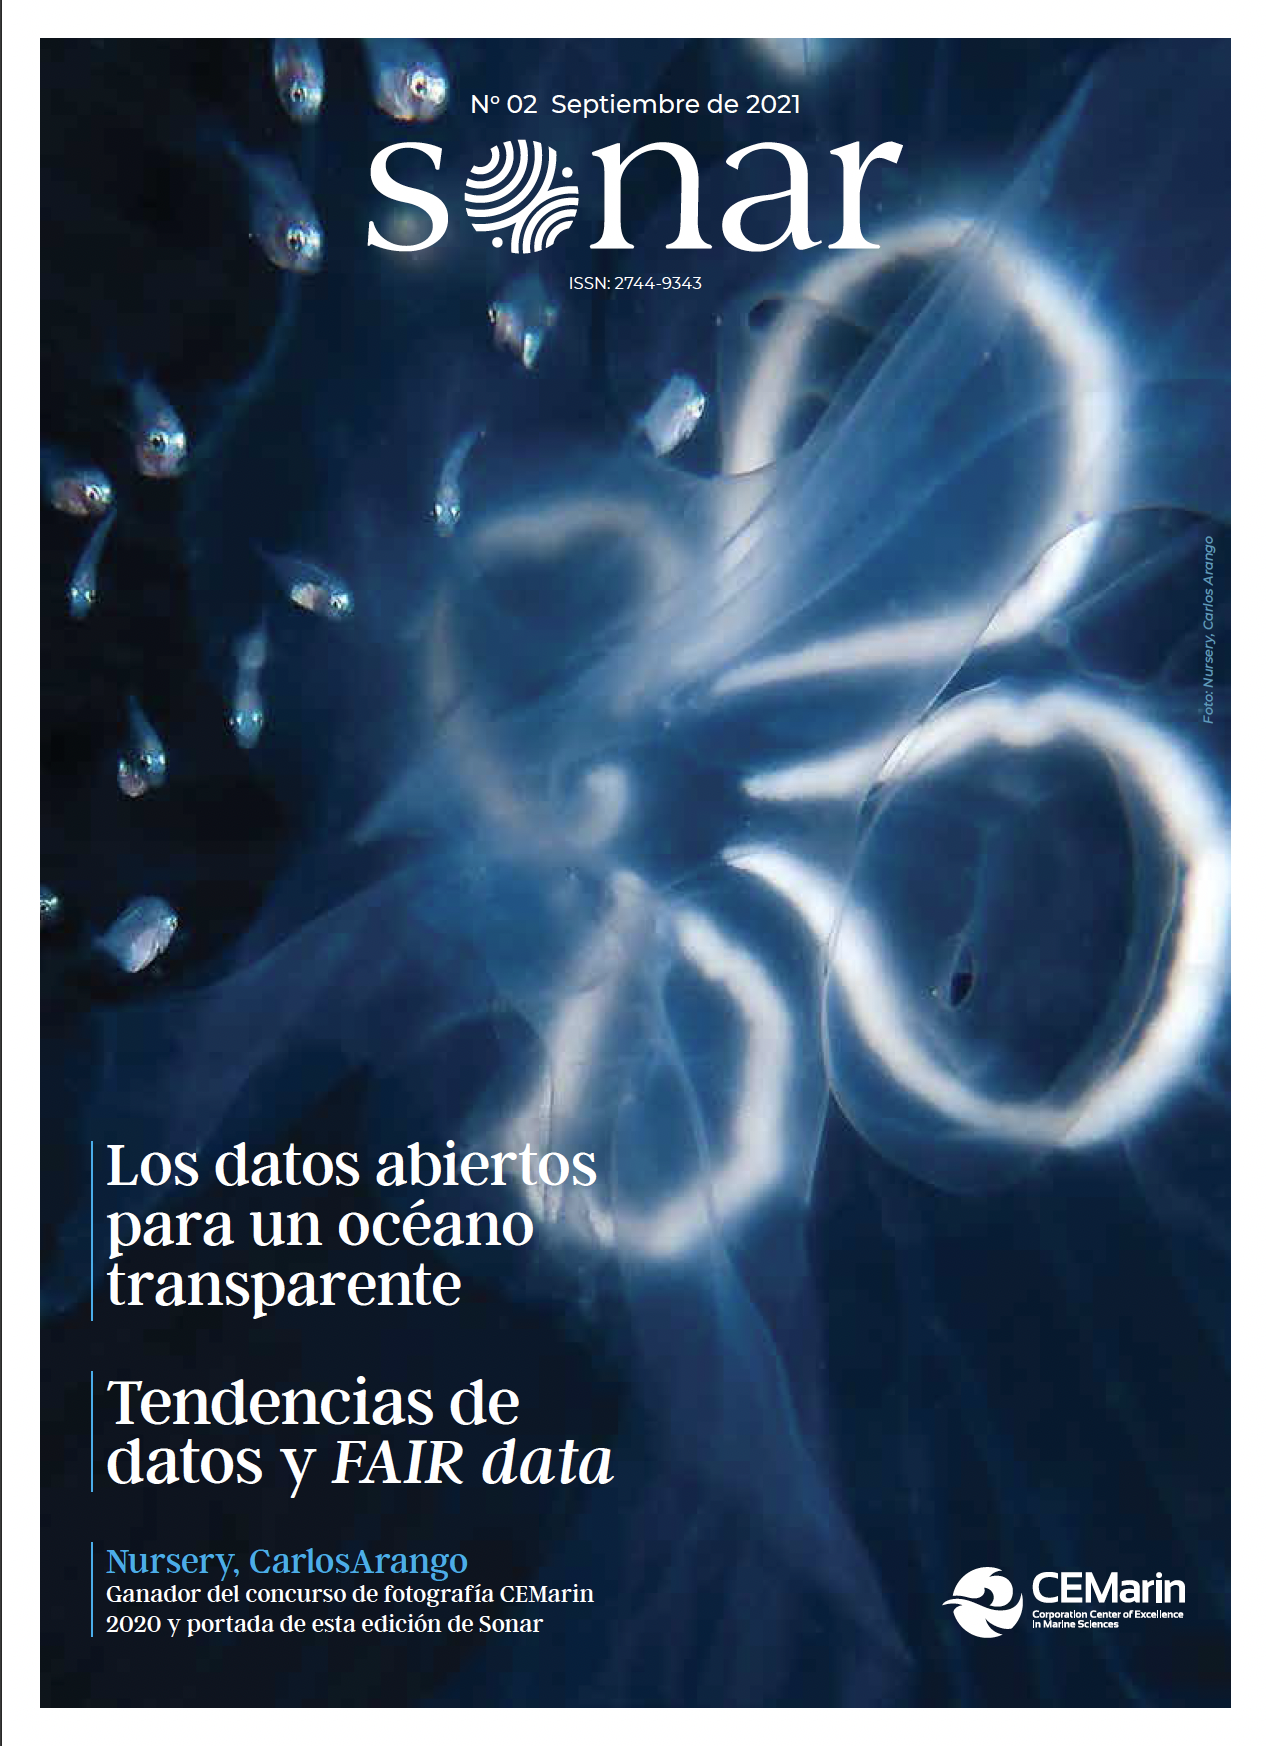 Nº 02 Septiembre de 2021
sonar
ISSN: 2744-9343
Foto: Nursery, Carlos Arango
Los datos abiertos
para un océano
transparente
Tendencias de
datos y FAIR data
Nursery, CarlosArango
Ganador del concurso de fotografía CEMarin
2020 y portada de esta edición de Sonar
CEMarin
Corporation Center of Excellence
in Marine Sciences